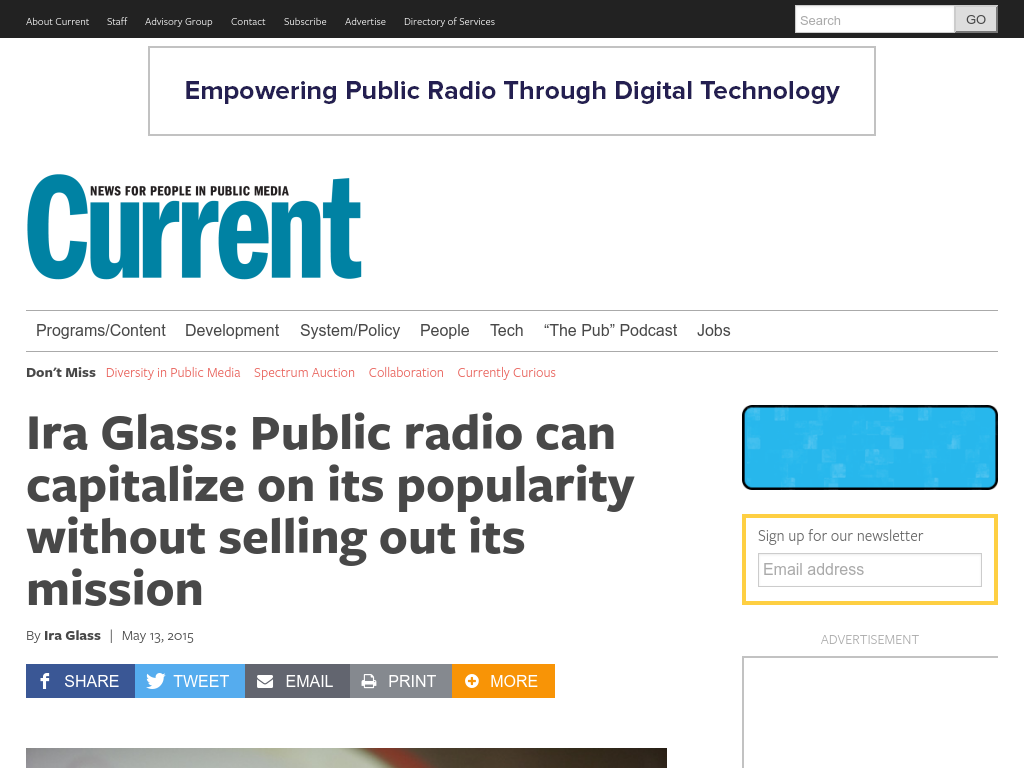 About Current Staff Advisory Group Contact Subscribe Advertise Directory of Services Search GO
Empowering Public Radio Through Digital Technology
NEWS FOR PEOPLE IN PUBLIC MEDIA
Current
Programs/Content Development System/Policy People Tech “The Pub” Podcast Jobs
Don't Miss Diversity in Public Media Spectrum Auction Collaboration Currently Curious
Ira Glass: Public radio can
capitalize on its popularity
without selling out its
mission
By Ira Glass | May 13, 2015
SHARE TWEET EMAIL PRINT MORE
Sign up for our newsletter
Email address
ADVERTISEMENT